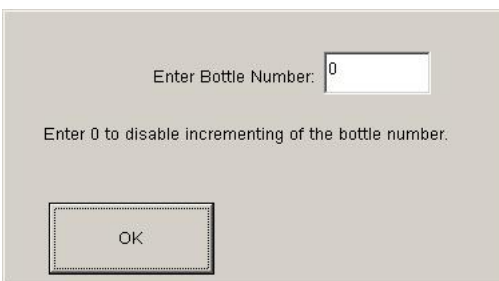 Enter Bottle Number: 0
Enter 0 to disable incrementing of the bottle number.
OK